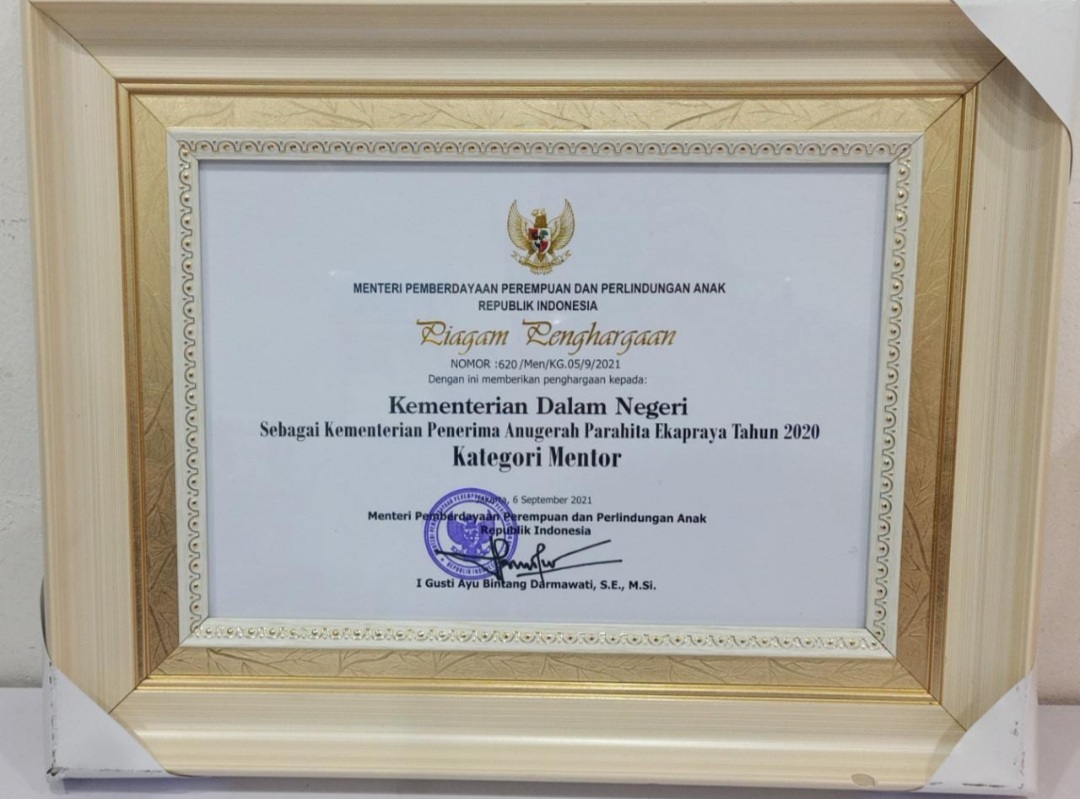 MENTERI PEMBERDAYAAN PEREMPUAN DAN PERLINDUNGAN ANAK
REPUBLIK INDONESIA
Piagam Penghargaan
NOMOR :620/Men/KG.05/9/2021
Dengan ini memberikan penghargaan kepada:
Kementerian Dalam Negeri
Sebagai Kementerian Penerima Anugerah Parahita Ekapraya Tahun 2020
Kategori Mentor
Jakarta, 6 September 2021
Menteri Pemberdayaan Perempuan dan Perlindungan Anak
Republik Indonesia
I Gusti Ayu Bintang Darmawati, S.E., M.Si.